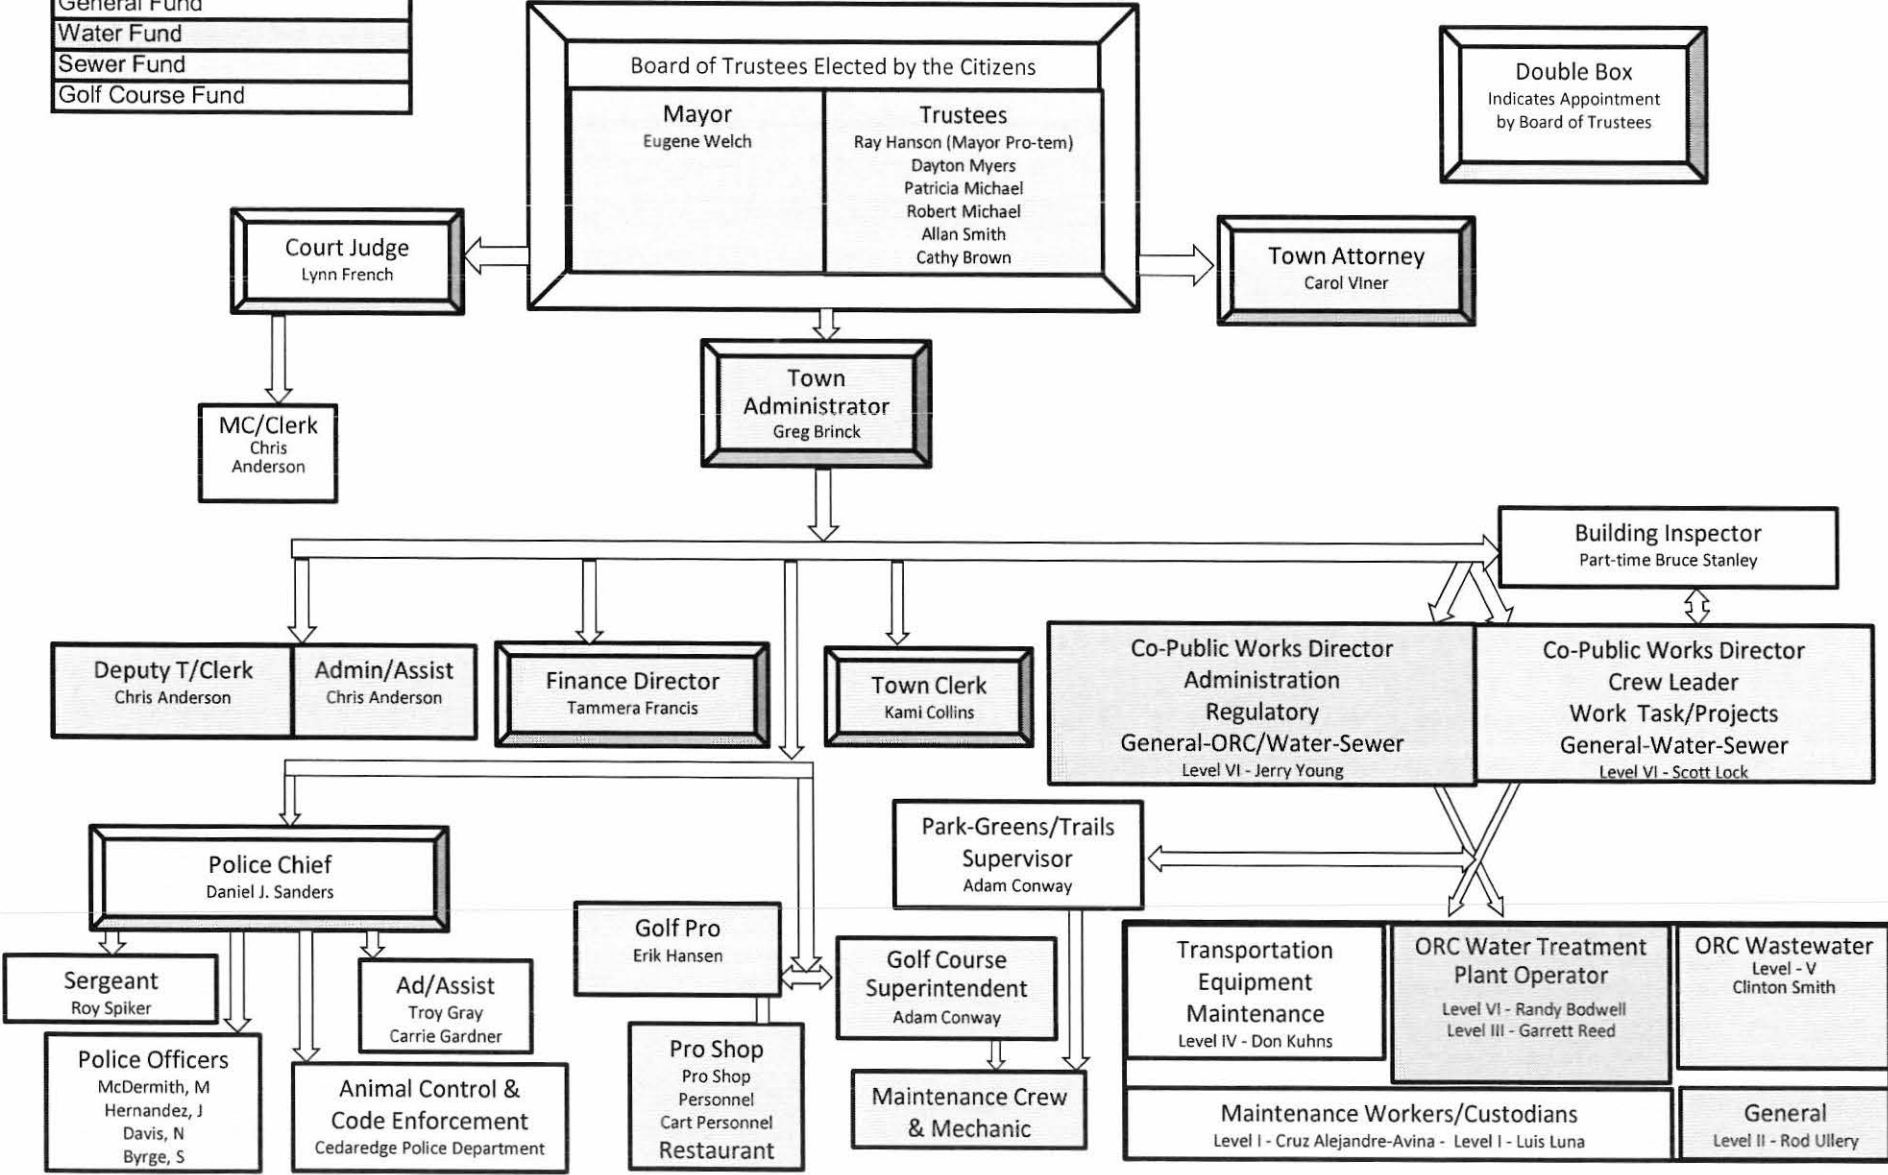 General Fund
Water Fund
Sewer Fund
Golf Course Fund
Board of Trustees Elected by the Citizens
Mayor
Eugene Welch
Trustees
Ray Hanson (Mayor Pro-tem)
Dayton Myers
Patricia Michael
Robert Michael
Allan Smith
Cathy Brown
Double Box
Indicates Appointment
by Board of Trustees
Court Judge
Lynn French
Town Attorney
Carol VIner
MC/Clerk
Chris
Anderson
Town
Administrator
Greg Brinck
Building Inspector
Part-time Bruce Stanley
Deputy T/Clerk
Chris Anderson
Admin/Assist
Chris Anderson
Finance Director
Tammera Francis
Town Clerk
Kami Collins
Co-Public Works Director
Administration
Regulatory
General-ORC/Water-Sewer
Level VI - Jerry Young
Co-Public Works Director
Crew Leader
Work Task/Projects
General-Water-Sewer
Level VI - Scott Lock
Police Chief
Daniel J. Sanders
Park-Greens/Trails
Supervisor
Adam Conway
Sergeant
Roy Spiker
Police Officers
McDermith, M
Hernandez, J
Davis, N
Byrge, S
Animal Control &
Code Enforcement
Cedaredge Police Department
Ad/Assist
Troy Gray
Carrie Gardner
Golf Pro
Erik Hansen
Pro Shop
Pro Shop
Personnel
Cart Personnel
Restaurant
Golf Course
Superintendent
Adam Conway
Maintenance Crew
& Mechanic
Transportation
Equipment
Maintenance
Level IV - Don Kuhns
ORC Water Treatment
Plant Operator
Level VI - Randy Bodwell
Level III - Garrett Reed
ORC Wastewater
Level - V
Clinton Smith
Maintenance Workers/Custodians
Level I - Cruz Alejandre-Avina - Level I - Luis Luna
General
Level II - Rod Ullery